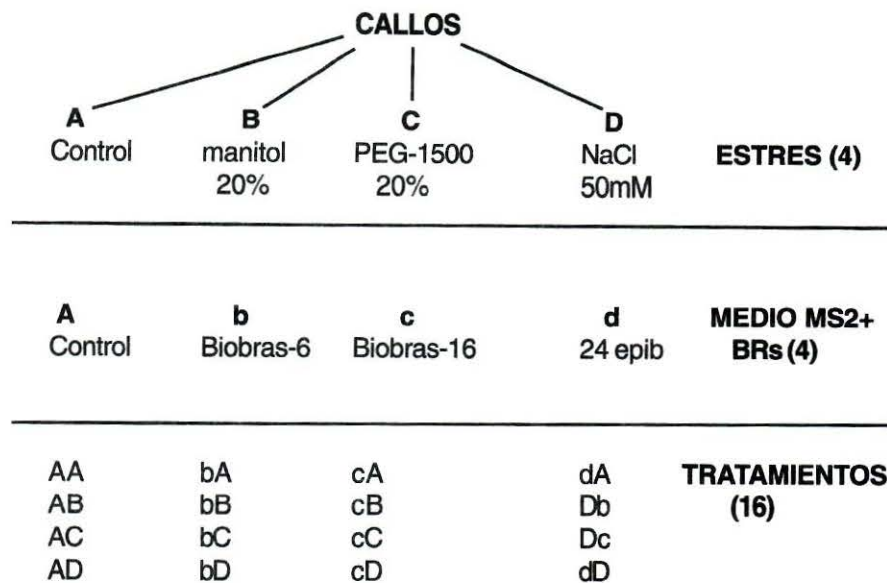 CALLOS
A B C D
Control manitol PEG-1500 NaCl ESTRES (4)
20% 20% 50mM
A b c d MEDIO MS2+
Control Biobras-6 Biobras-16 24 epib BRs (4)
AA bA cA dA TRATAMIENTOS
AB bB cB Db (16)
AC bC cC Dc
AD bD cD dD